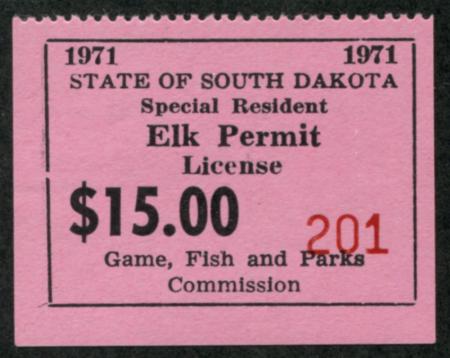 1971 1971
STATE OF SOUTH DAKOTA
Special Resident
Elk Permit
License
$15.00
201
Game, Fish and Parks
Commission